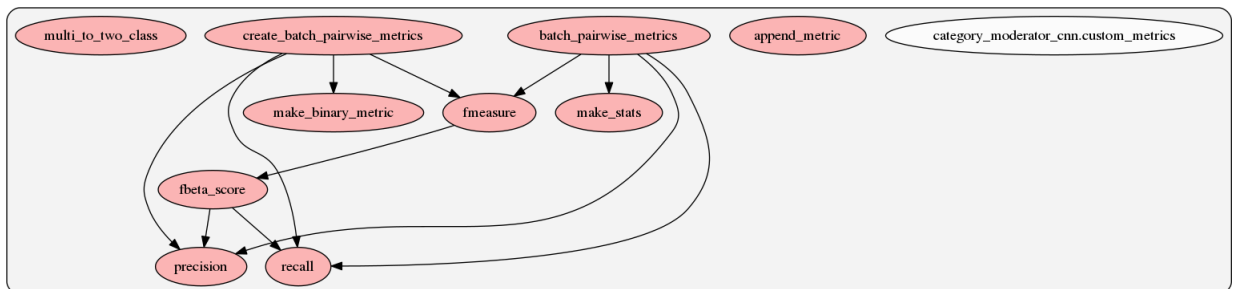 multi_to_two_class
create_batch_pairwise_metrics
batch_pairwise_metrics
append_metric
category_moderator_cnn.custom_metrics
make_binary_metric
fmeasure
make_stats
fbeta_score
precision
recall